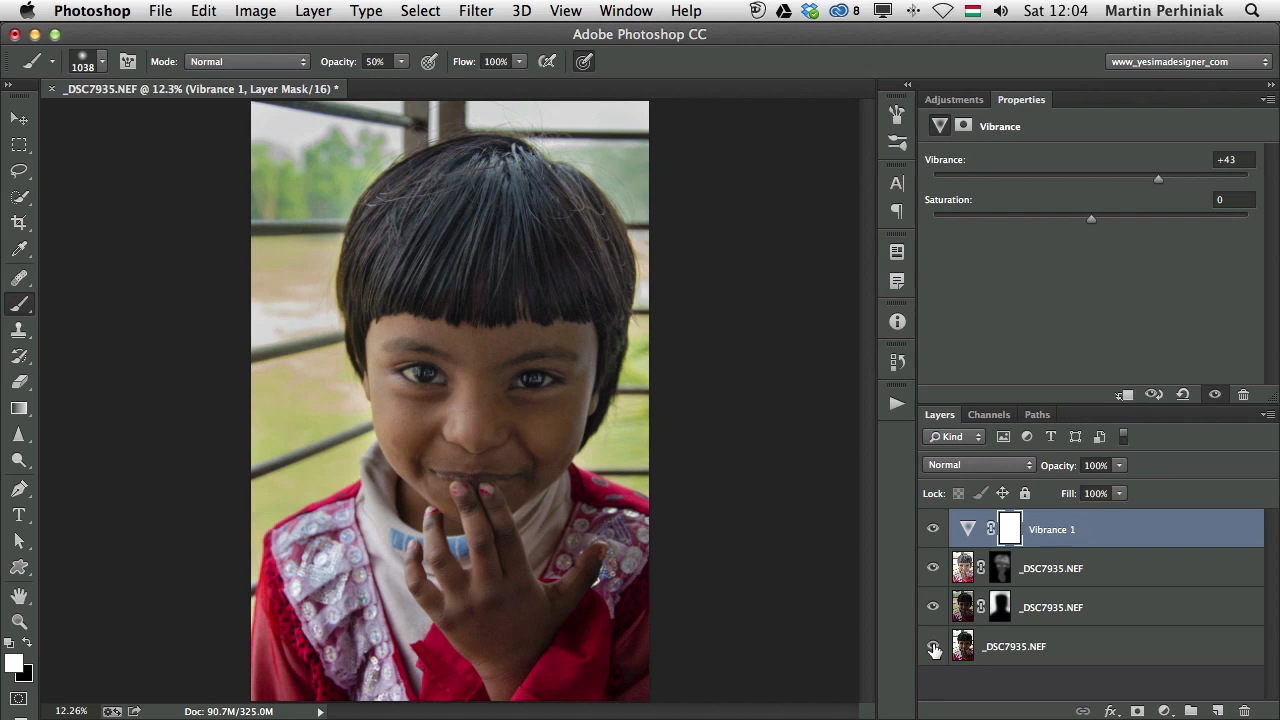 Photoshop File Edit Image Layer Type Select Filter 3D View Window Help 8 Sat 12:04 Martin Perhiniak
Adobe Photoshop CC
1038 Mode: Normal Opacity: 50% Flow: 100% www_yesimadesigner_com
_DSC7935.NEF @ 12.3% (Vibrance 1, Layer Mask/16) *
Adjustments Properties
Vibrance
Vibrance: +43
Saturation: 0
Layers Channels Paths
Kind
Normal Opacity: 100%
Lock: Fill: 100%
Vibrance 1
_DSC7935.NEF
_DSC7935.NEF
_DSC7935.NEF
12.26% Doc: 90.7M/325.0M